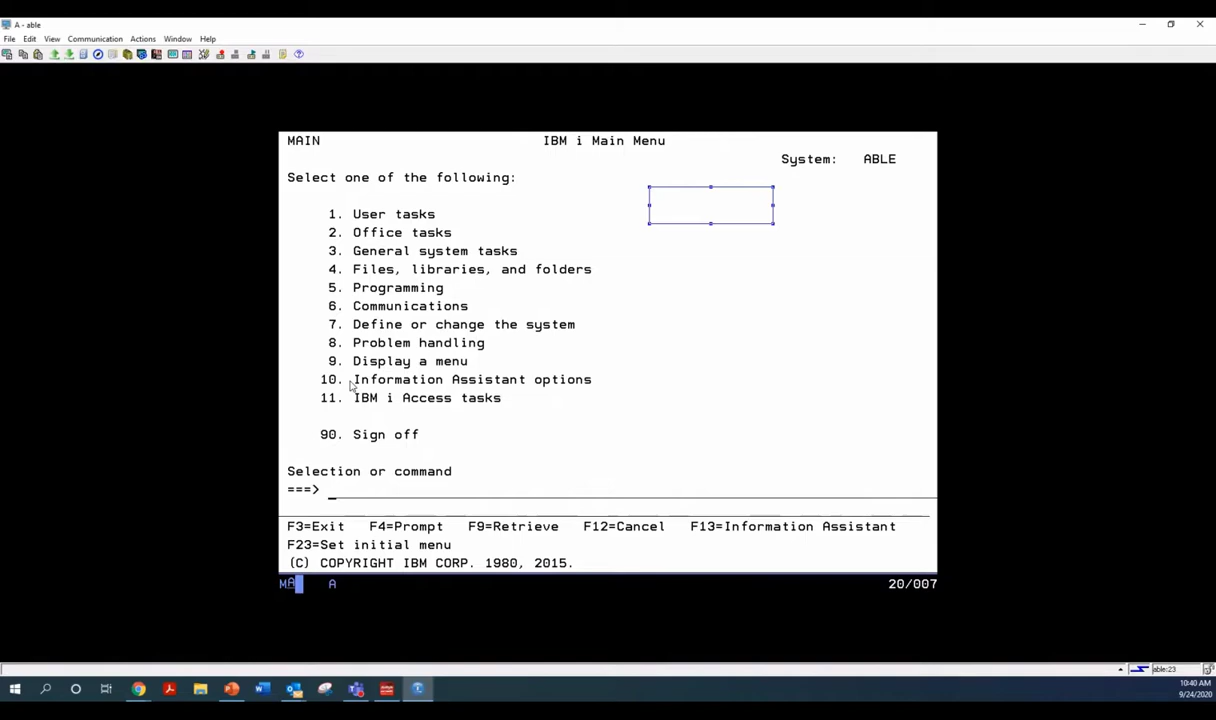 A - able
File Edit View Communication Actions Window Help
MAIN IBM i Main Menu
System: ABLE
Select one of the following:
1. User tasks
2. Office tasks
3. General system tasks
4. Files, libraries, and folders
5. Programming
6. Communications
7. Define or change the system
8. Problem handling
9. Display a menu
10. Information Assistant options
11. IBM i Access tasks
90. Sign off
Selection or command
===>
F3=Exit F4=Prompt F9=Retrieve F12=Cancel F13=Information Assistant
F23=Set initial menu
(C) COPYRIGHT IBM CORP. 1980, 2015.
MA A 20/007
able:23
10:40 AM
9/24/2020